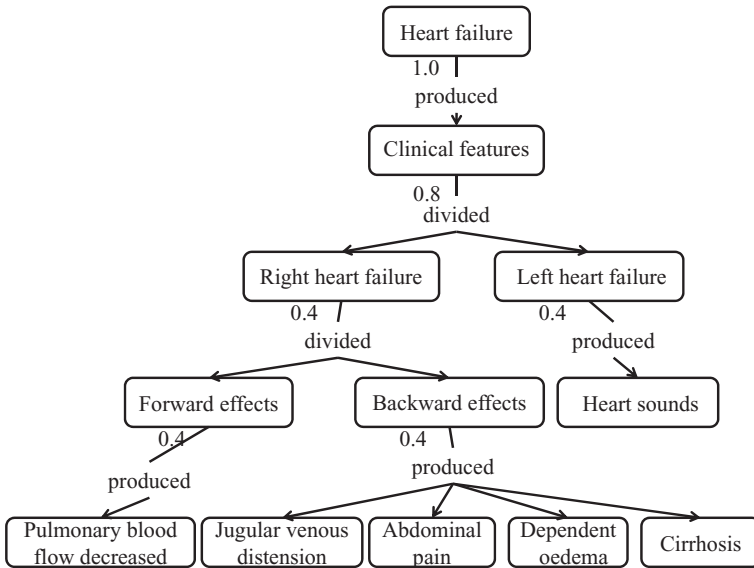 Heart failure
1.0
produced
Clinical features
0.8
divided
Right heart failure
Left heart failure
0.4
0.4
divided
produced
Forward effects
Backward effects
Heart sounds
0.4
0.4
produced
produced
Pulmonary blood
flow decreased
Jugular venous
distension
Abdominal
pain
Dependent
oedema
Cirrhosis